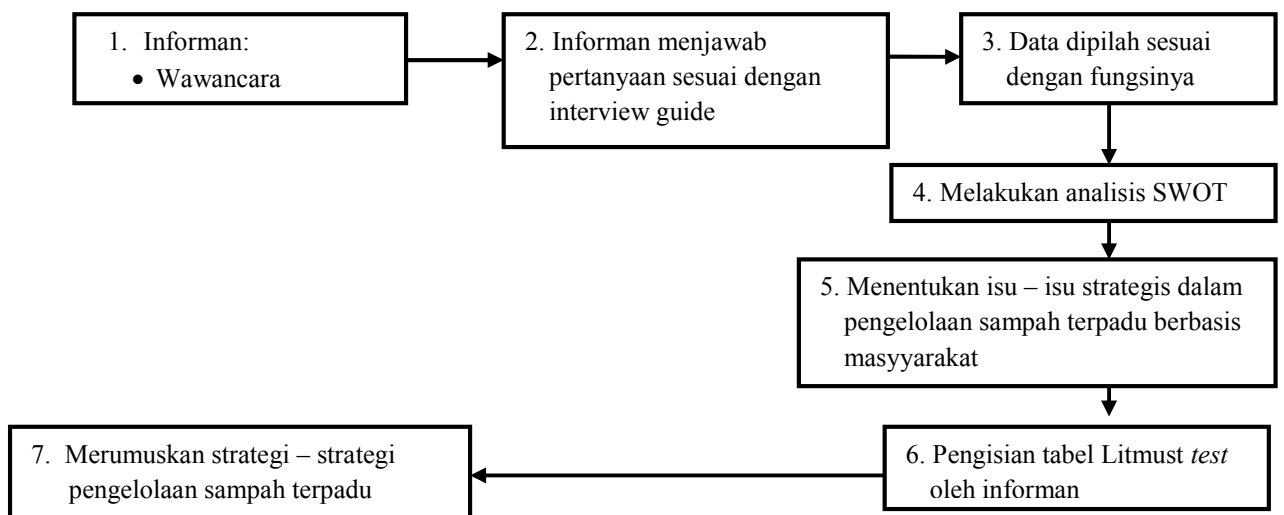 1. Informan:
• Wawancara
2. Informan menjawab
pertanyaan sesuai dengan
interview guide
3. Data dipilah sesuai
dengan fungsinya
4. Melakukan analisis SWOT
5. Menentukan isu – isu strategis dalam
pengelolaan sampah terpadu berbasis
masyyarakat
6. Pengisian tabel Litmust test
oleh informan
7. Merumuskan strategi – strategi
pengelolaan sampah terpadu